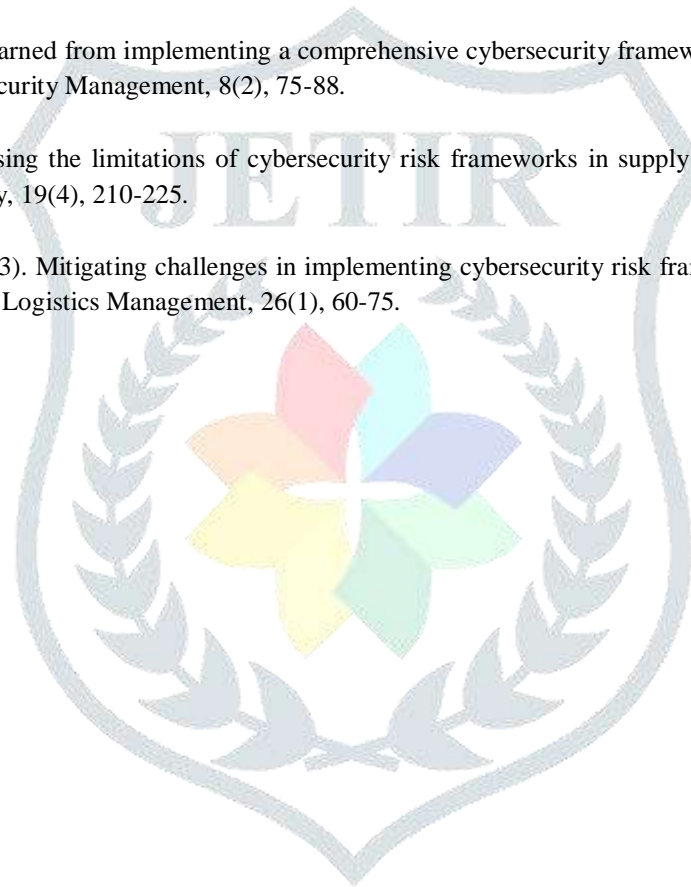 arned from implementing a comprehensive cybersecurity framew
curity Management, 8(2), 75-88.
sing the limitations of cybersecurity risk frameworks in supply
y, 19(4), 210-225.
3). Mitigating challenges in implementing cybersecurity risk fra
Logistics Management, 26(1), 60-75.
JETIR